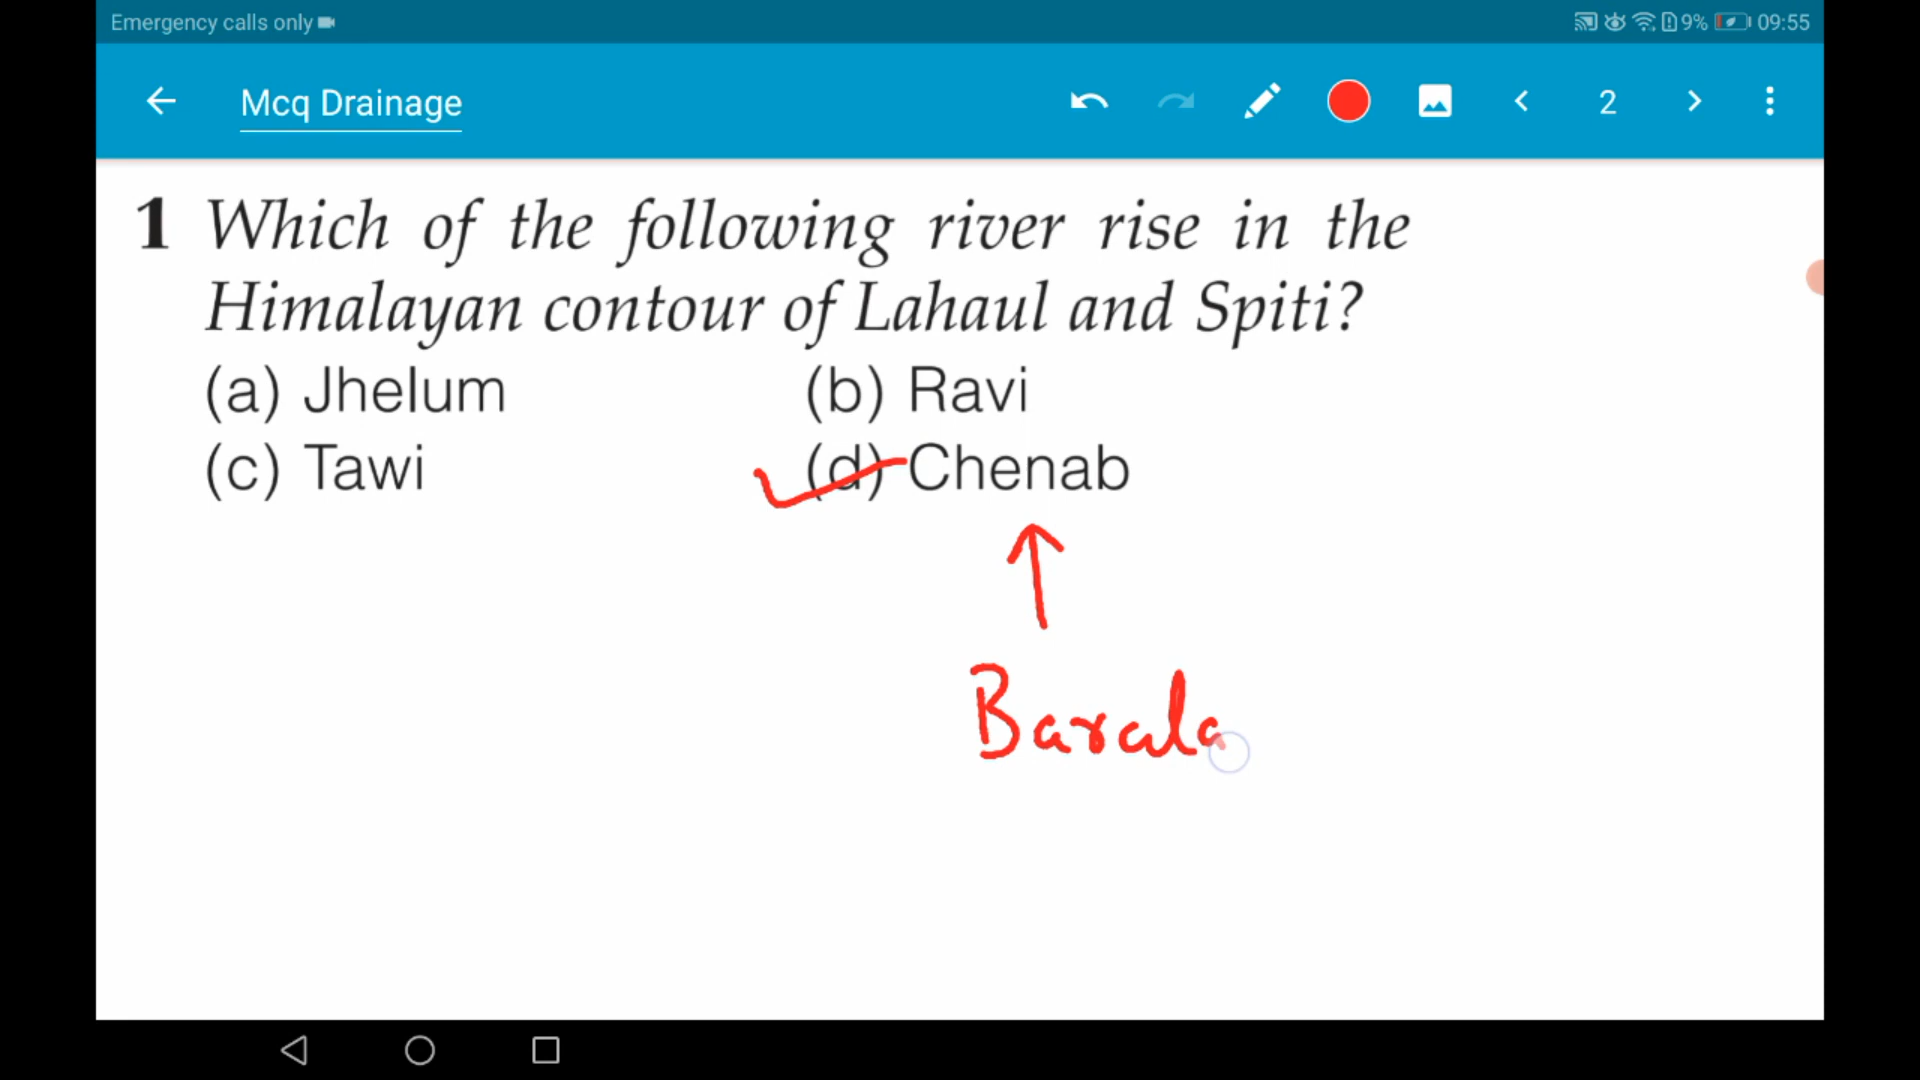 Emergency calls only 9% 09:55
Mcq Drainage 2
1 Which of the following river rise in the
Himalayan contour of Lahaul and Spiti?
(a) Jhelum (b) Ravi
(c) Tawi (d) Chenab
Barala